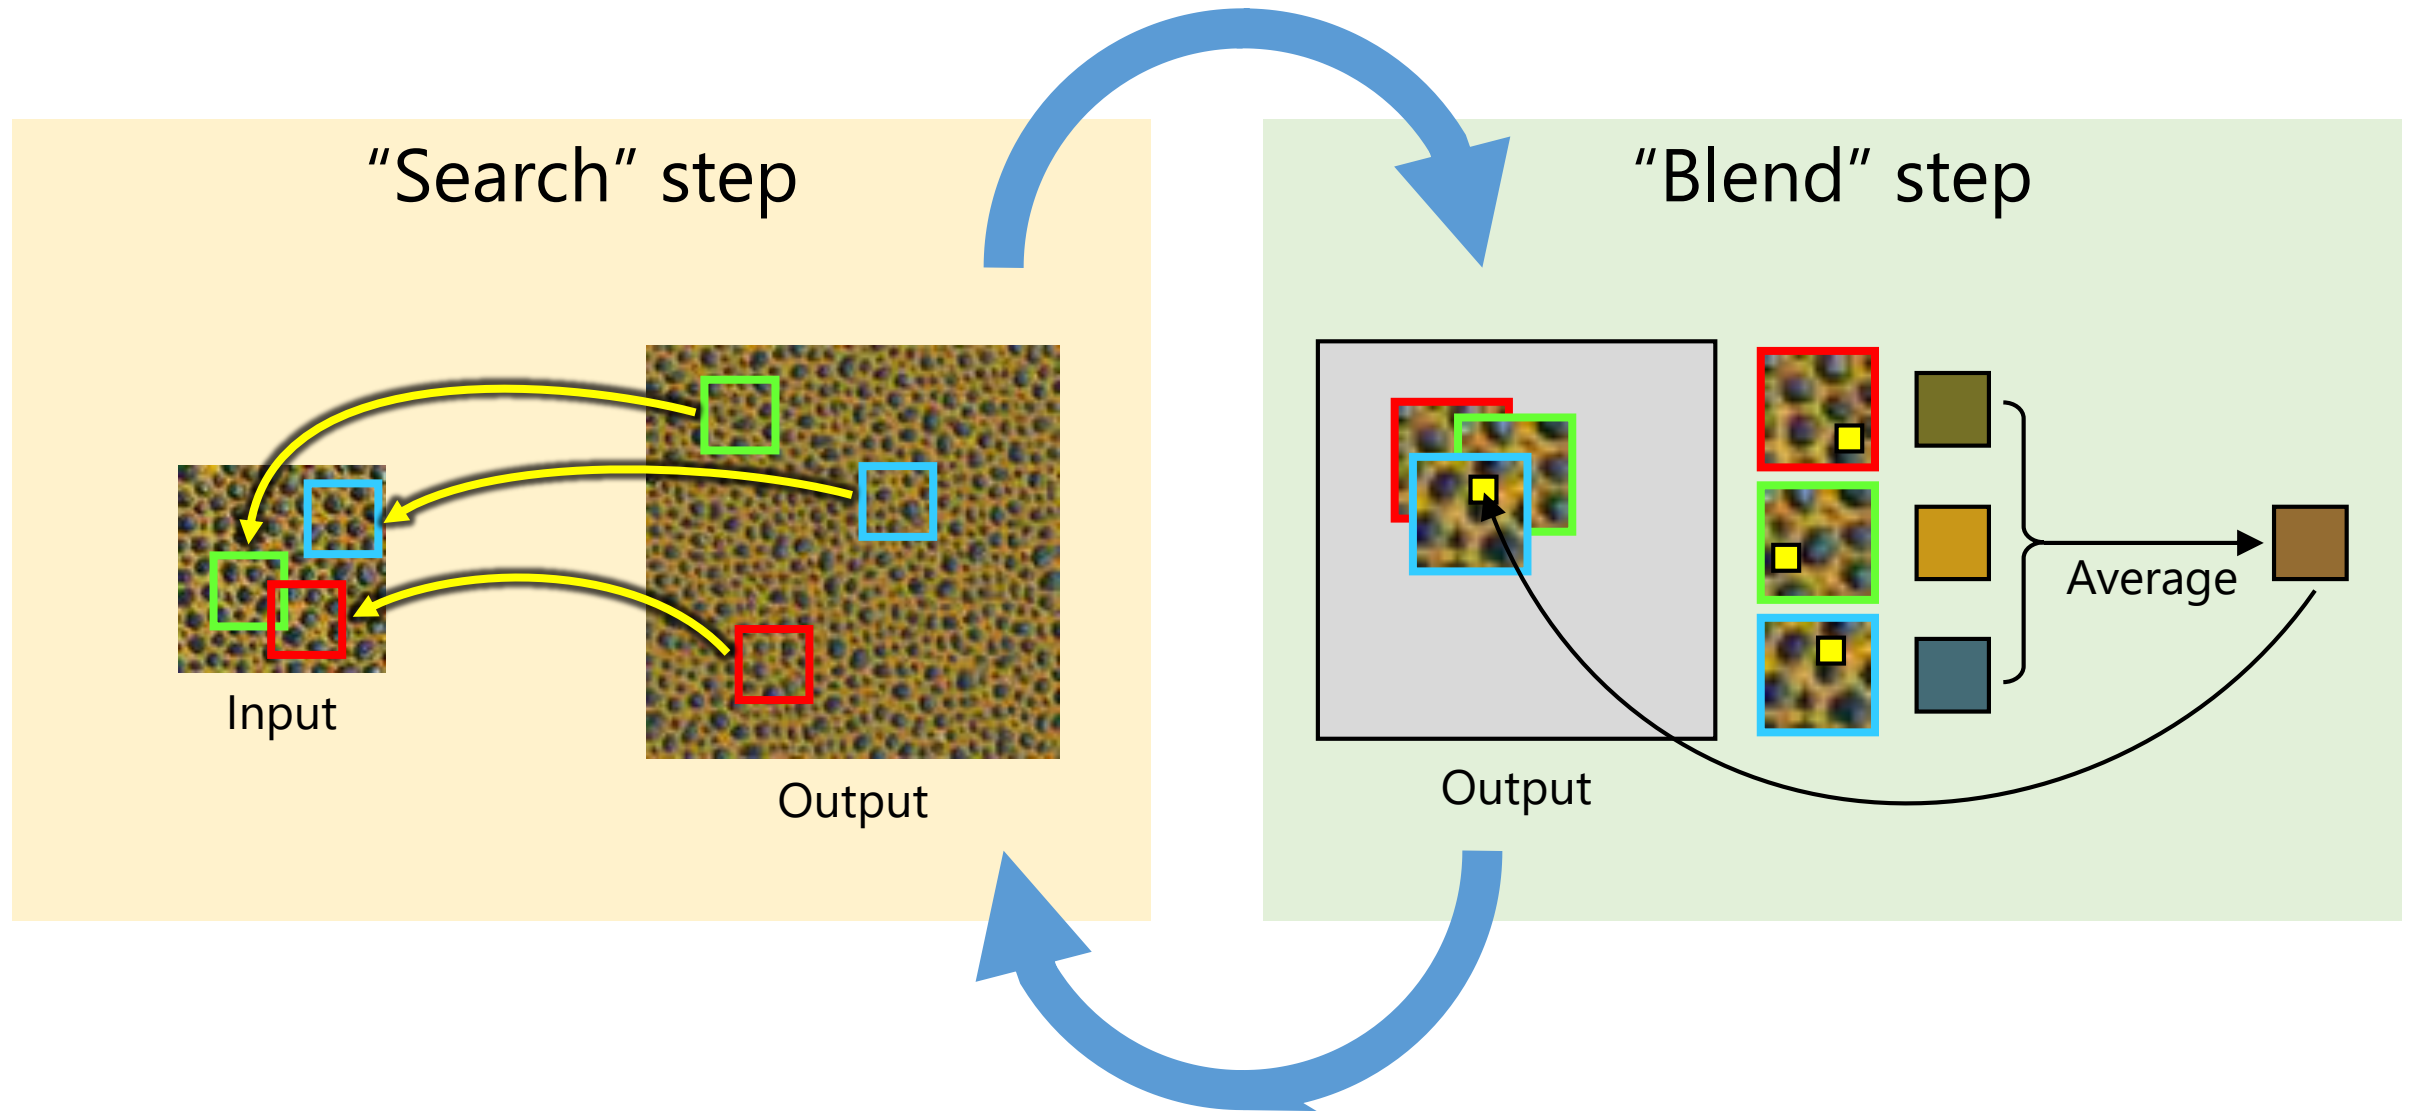 “Search” step
Input
Output
“Blend” step
Average
Output